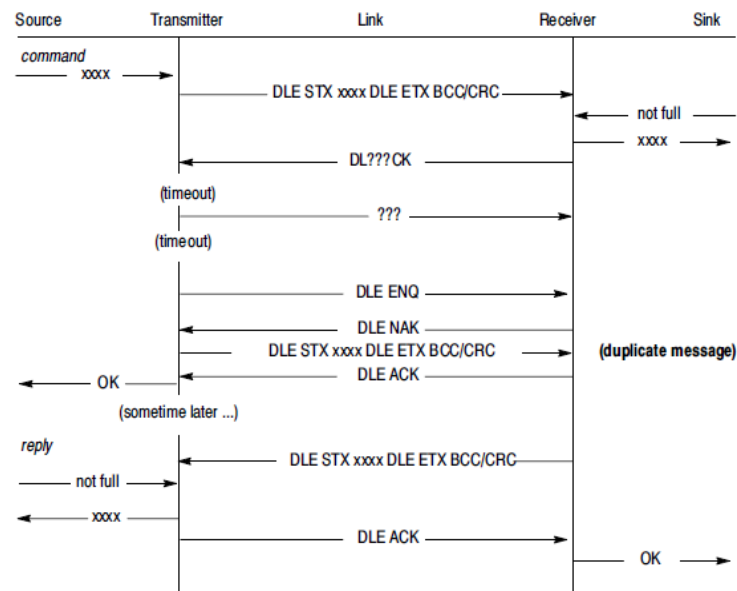 Source Transmitter Link Receiver Sink
command
xxxx
DLE STX xxxx DLE ETX BCC/CRC
not full
xxxx
DL???CK
(timeout)
???
(timeout)
DLE ENQ
DLE NAK
DLE STX xxxx DLE ETX BCC/CRC (duplicate message)
DLE ACK
OK
(sometime later ...)
reply
DLE STX xxxx DLE ETX BCC/CRC
not full
xxxx
DLE ACK
OK